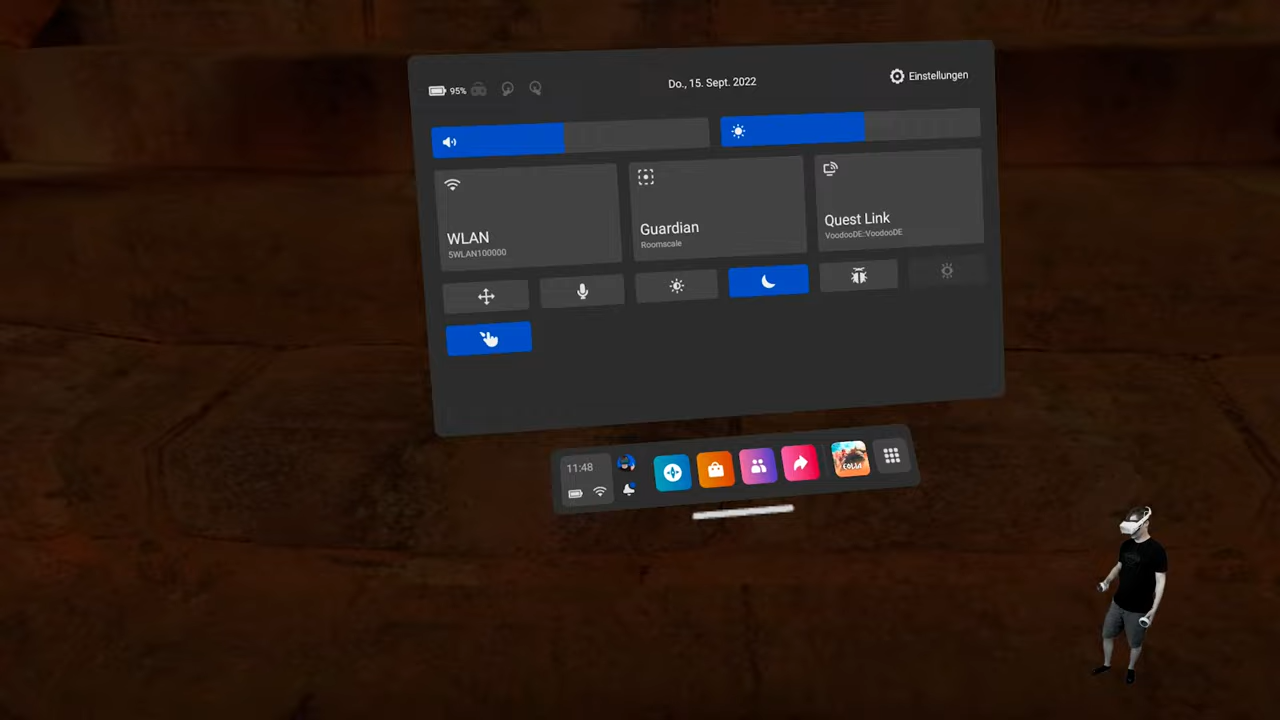 95%
Do., 15. Sept. 2022
Einstellungen
WLAN
5WLAN100000
Guardian
Roomscale
Quest Link
VoodooDE::VoodooDE
11:48